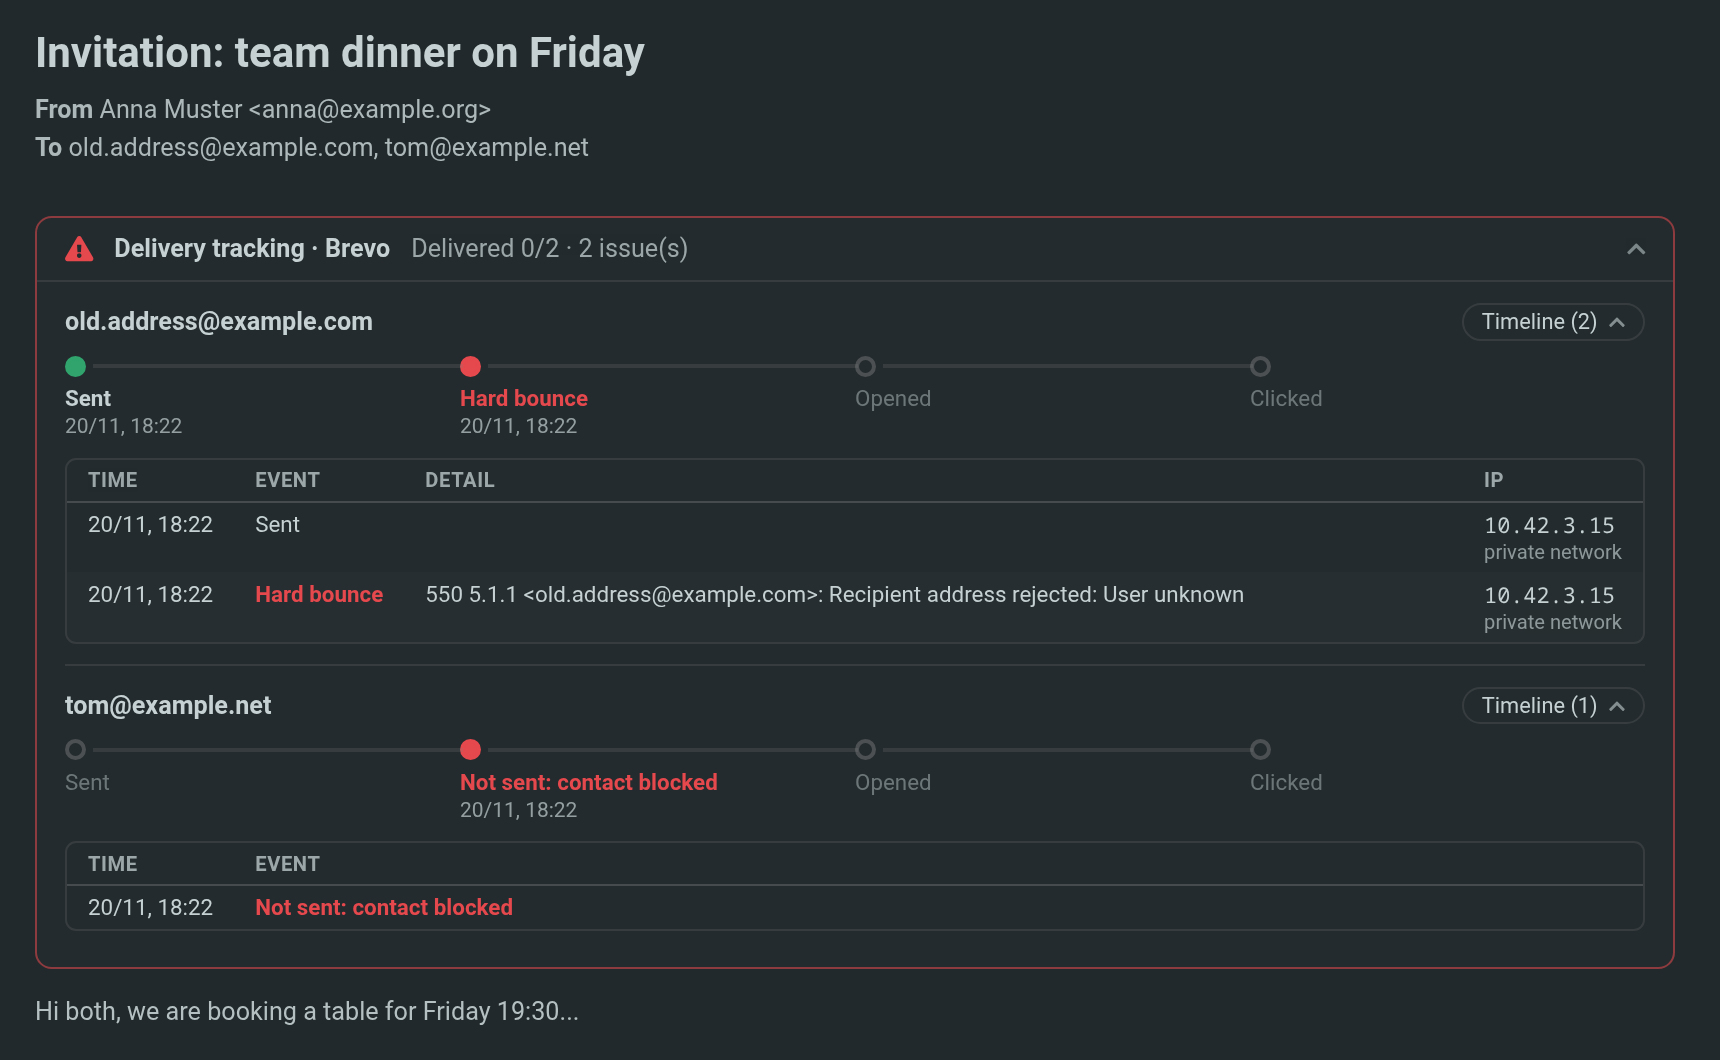 Invitation: team dinner on Friday
From Anna Muster <anna@example.org>
To old.address@example.com, tom@example.net
Delivery tracking · Brevo Delivered 0/2 · 2 issue(s)
old.address@example.com Timeline (2)
Sent Hard bounce Opened Clicked
20/11, 18:22 20/11, 18:22
TIME EVENT DETAIL IP
20/11, 18:22 Sent 10.42.3.15
private network
20/11, 18:22 Hard bounce 550 5.1.1 <old.address@example.com>: Recipient address rejected: User unknown 10.42.3.15
private network
tom@example.net Timeline (1)
Sent Not sent: contact blocked Opened Clicked
20/11, 18:22
TIME EVENT
20/11, 18:22 Not sent: contact blocked
Hi both, we are booking a table for Friday 19:30...